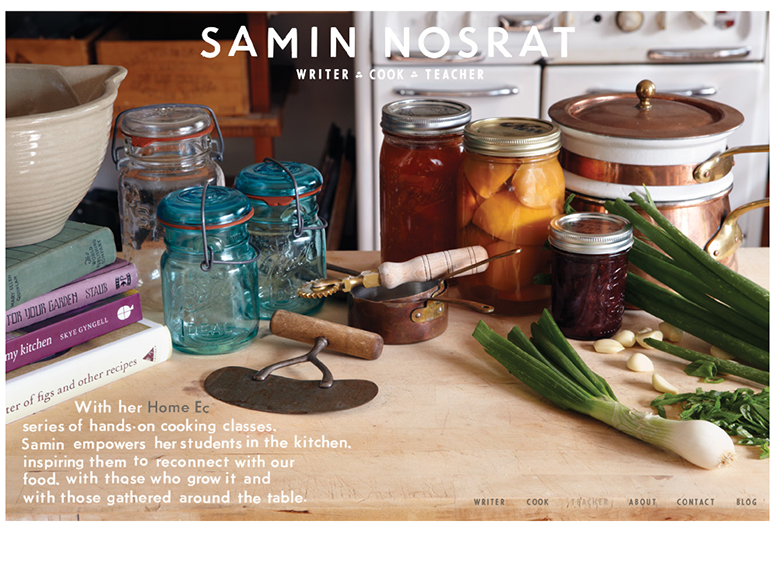 SAMIN NOSRAT
WRITER COOK TEACHER
FOR YOUR GARDEN STAUB
my kitchen SKYE GYNGELL
ter of figs and other recipes
With her Home Ec
series of hands-on cooking classes,
Samin empowers her students in the kitchen,
inspiring them to reconnect with our
food, with those who grow it and
with those gathered around the table.
WRITER COOK TEACHER ABOUT CONTACT BLOG